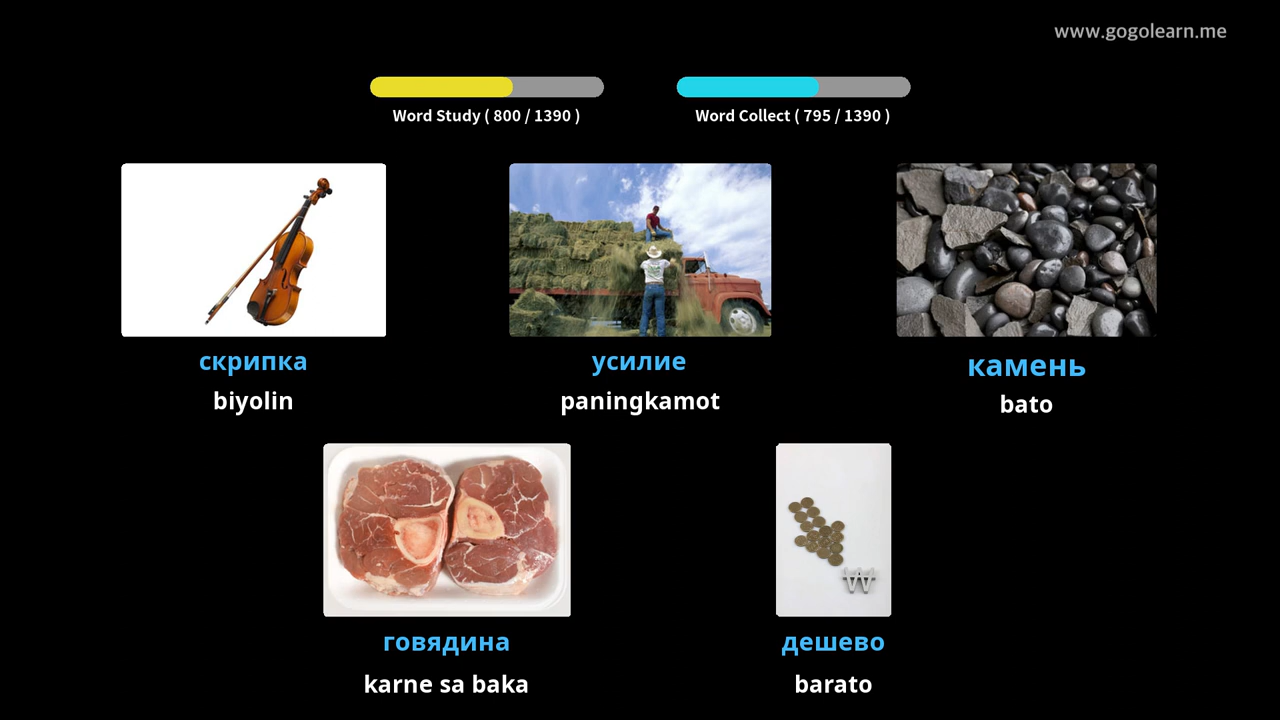 www.gogolearn.me
Word Study ( 800 / 1390 )
Word Collect ( 795 / 1390 )
скрипка
biyolin
усилие
paningkamot
камень
bato
говядина
karne sa baka
₩
дешево
barato